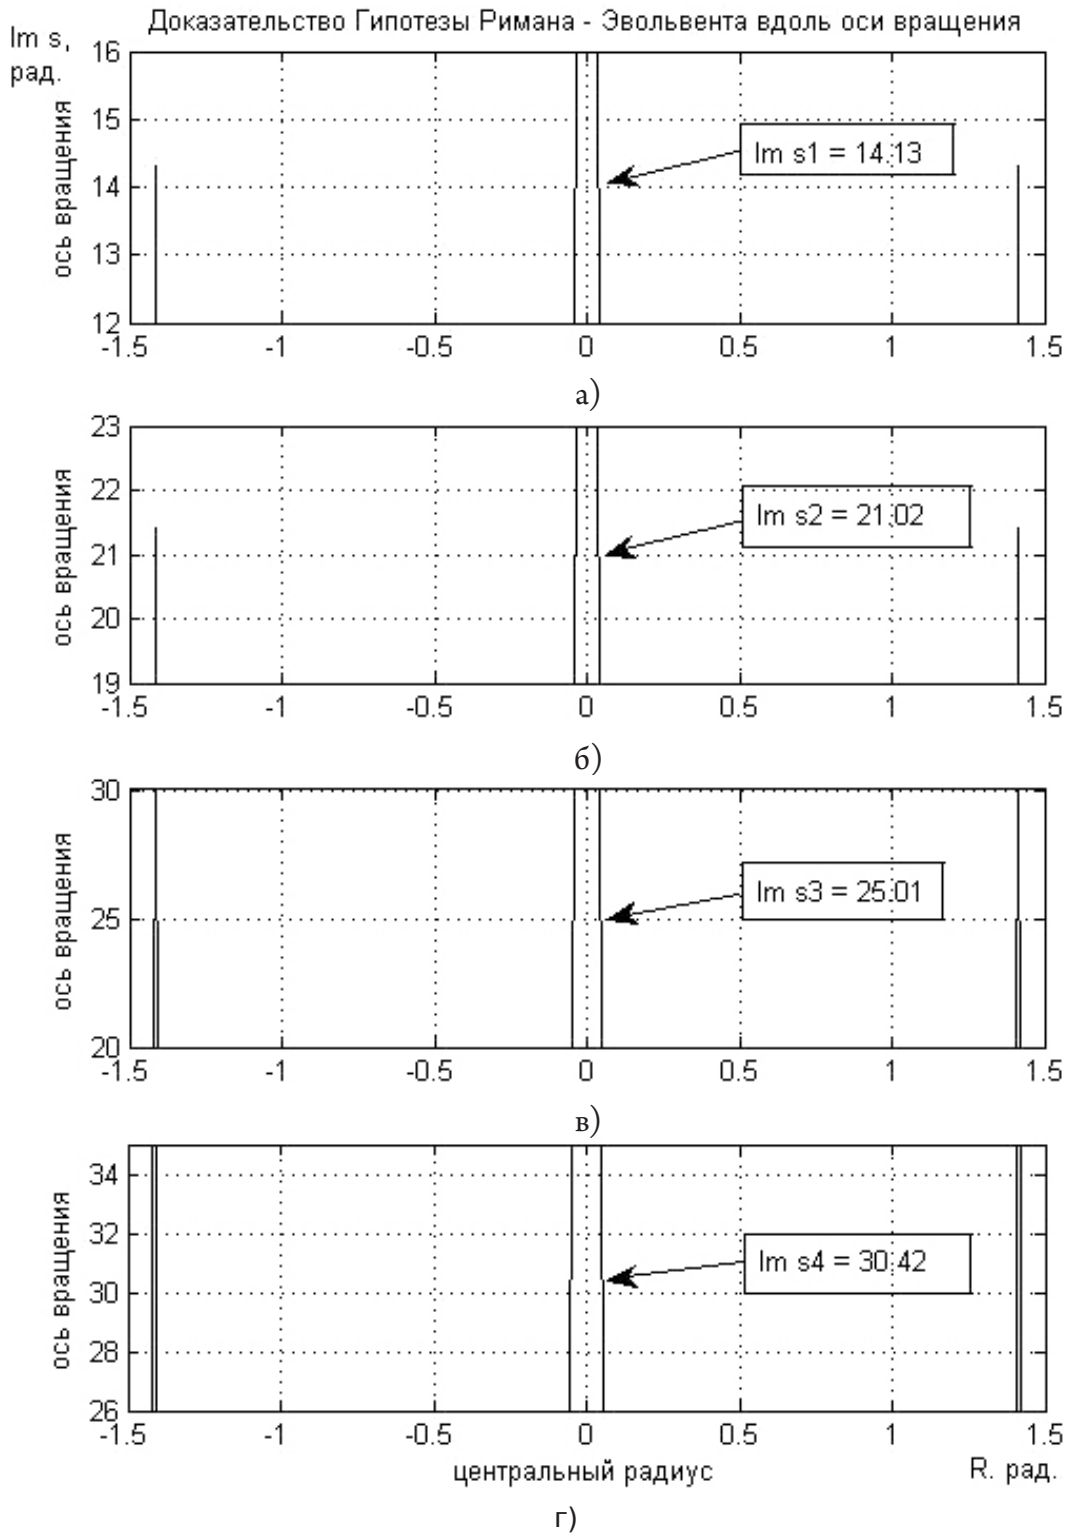 Доказательство Гипотезы Римана - Эвольвента вдоль оси вращения
Im s,
рад.
ось вращения
16
15
14
13
12
Im s1 = 14.13
-1.5 -1 -0.5 0 0.5 1 1.5
а)
ось вращения
23
22
21
20
19
Im s2 = 21.02
-1.5 -1 -0.5 0 0.5 1 1.5
б)
ось вращения
30
25
20
Im s3 = 25.01
-1.5 -1 -0.5 0 0.5 1 1.5
в)
ось вращения
34
32
30
28
26
Im s4 = 30.42
-1.5 -1 -0.5 0 0.5 1 1.5
центральный радиус R. рад.
г)